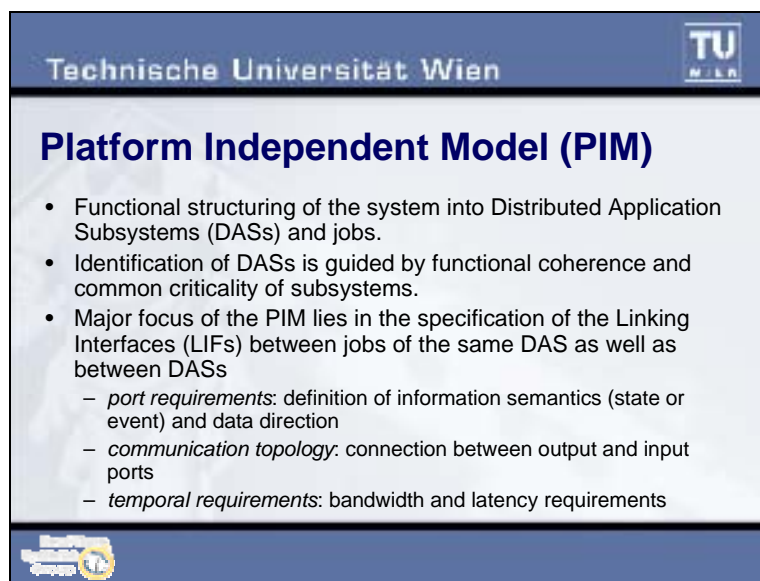 Technische Universität Wien
TU
WIEN
Platform Independent Model (PIM)
• Functional structuring of the system into Distributed Application
Subsystems (DASs) and jobs.
• Identification of DASs is guided by functional coherence and
common criticality of subsystems.
• Major focus of the PIM lies in the specification of the Linking
Interfaces (LIFs) between jobs of the same DAS as well as
between DASs
– port requirements: definition of information semantics (state or
event) and data direction
– communication topology: connection between output and input
ports
– temporal requirements: bandwidth and latency requirements